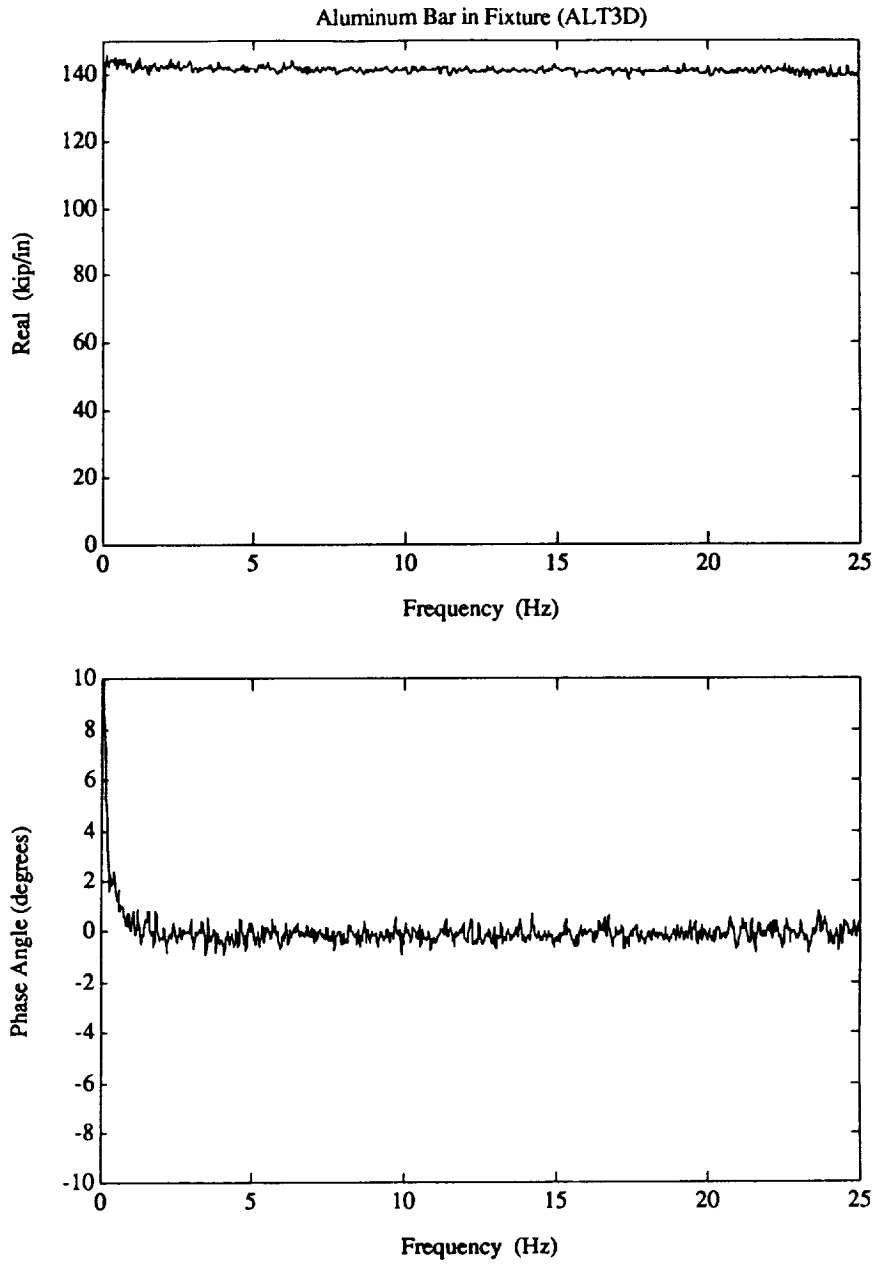 Aluminum Bar in Fixture (ALT3D)
140
120
100
80
60
40
20
0
Real (kip/in)
0 5 10 15 20 25
Frequency (Hz)
10
8
6
4
2
0
-2
-4
-6
-8
-10
Phase Angle (degrees)
0 5 10 15 20 25
Frequency (Hz)